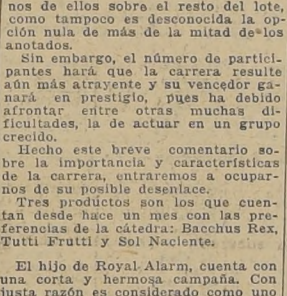 nos de ellos sobre el resto del lote,
como tampoco es desconocida la op-
ción nula de más de la mitad de los
anotados.
Sin embargo, el número de partici-
pantes hará que la carrera resulte
aún más atrayente y su vencedor ga-
nará en prestigio, pues ha debido
afrontar entre otras muchas di-
ficultades, la de actuar en un grupo
crecido.
Hecho este breve comentario so-
bre la importancia y características
de la carrera, entraremos a ocupar-
nos de su posible desenlace.
Tres productos son los que cuen-
tan desde hace un mes con las pre-
ferencias de la cátedra: Bacchus Rex,
Tutti Frutti y Sol Naciente.
El hijo de Royal Alarm, cuenta con
una corta y hermosa campaña. Con
justa razón es considerado como uno